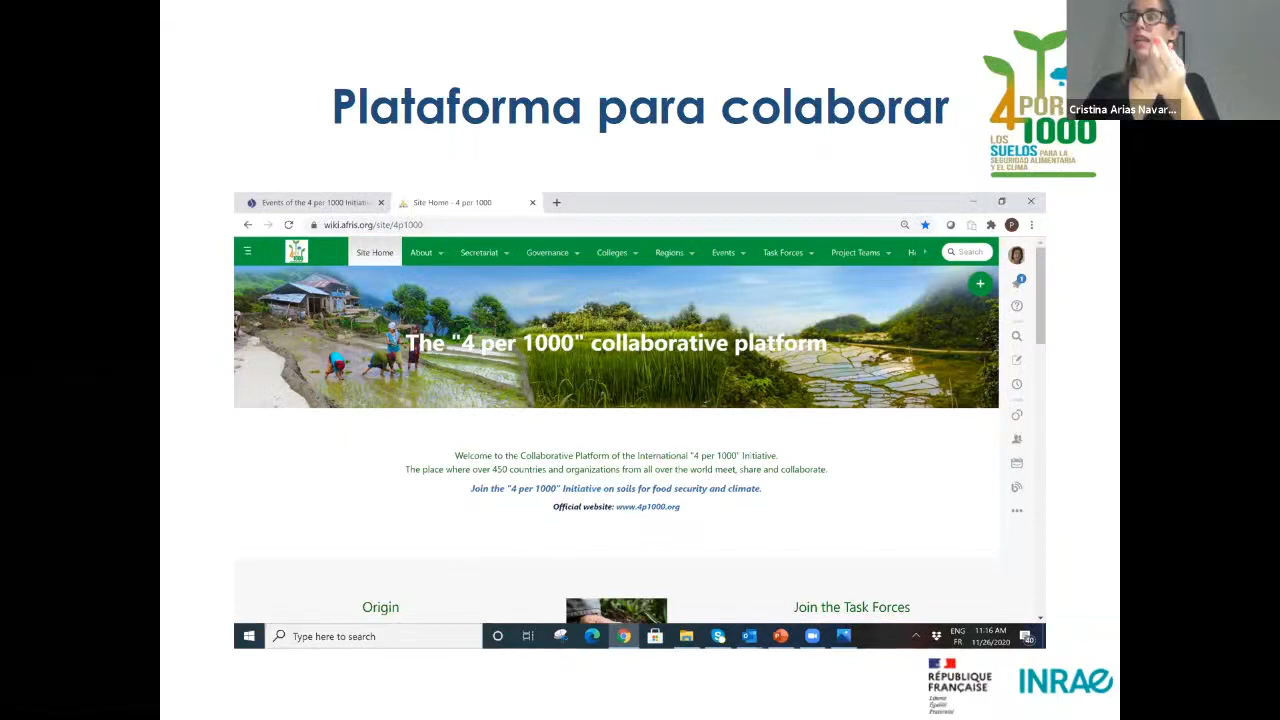 Plataforma para colaborar
4 POR
1000
LOS
SUELOS PARA LA
SEGURIDAD ALIMENTARIA
Y EL CLIMA
Cristina Arias Navar...
Events of the 4 per 1000 Initiati
Site Home - 4 per 1000
wiki.afris.org/site/4p1000
P
Site Home About Secretariat Governance Colleges Regions Events Task Forces Project Teams Search
The "4 per 1000" collaborative platform
Welcome to the Collaborative Platform of the International "4 per 1000" Initiative.
The place where over 450 countries and organizations from all over the world meet, share and collaborate.
Join the "4 per 1000" Initiative on soils for food security and climate.
Official website: www.4p1000.org
Origin
Join the Task Forces
Type here to search
ENG
FR
11:16 AM
11/26/2020
40
RÉPUBLIQUE
FRANÇAISE
Liberté
Égalité
Fraternité
INRAE